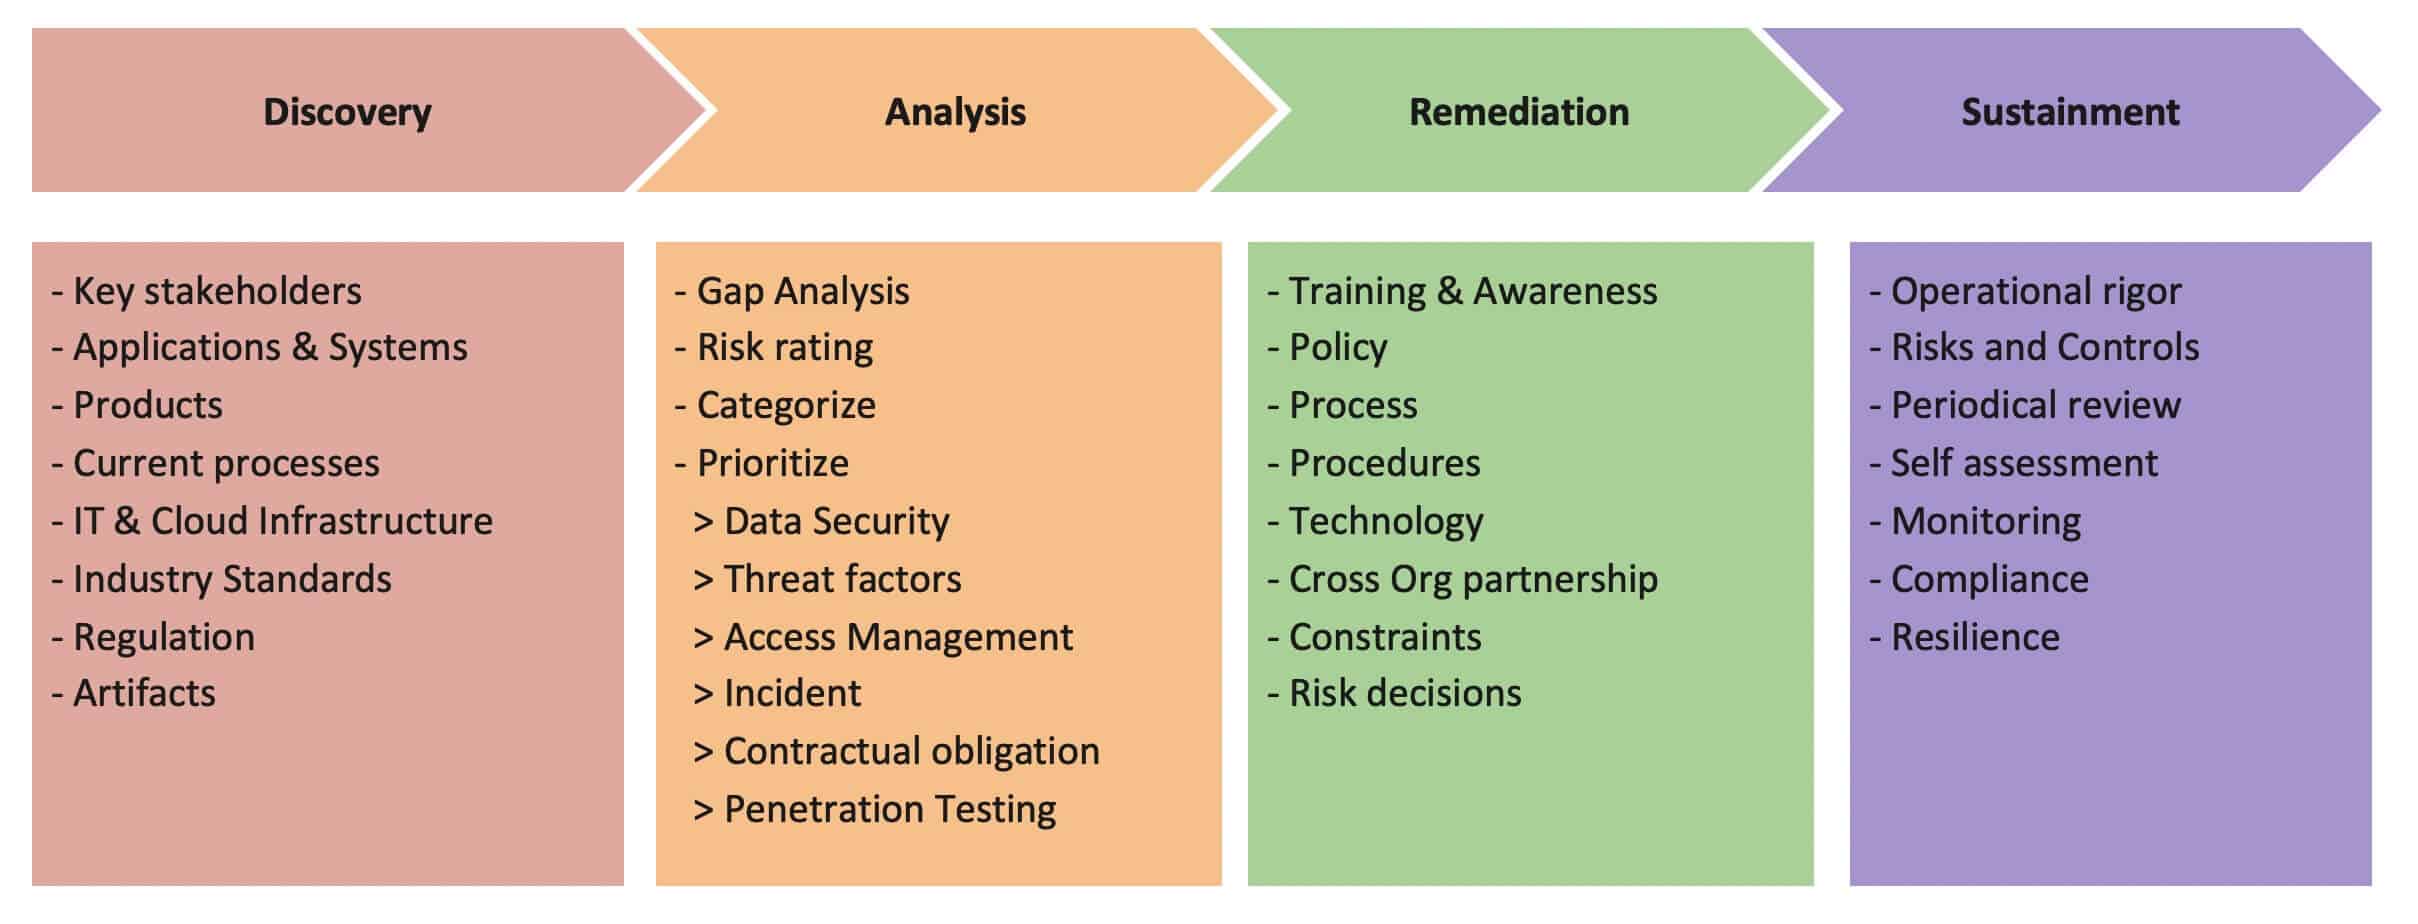 Discovery
Analysis
Remediation
Sustainment
- Key stakeholders
- Applications & Systems
- Products
- Current processes
- IT & Cloud Infrastructure
- Industry Standards
- Regulation
- Artifacts
- Gap Analysis
- Risk rating
- Categorize
- Prioritize
> Data Security
> Threat factors
> Access Management
> Incident
> Contractual obligation
> Penetration Testing
- Training & Awareness
- Policy
- Process
- Procedures
- Technology
- Cross Org partnership
- Constraints
- Risk decisions
- Operational rigor
- Risks and Controls
- Periodical review
- Self assessment
- Monitoring
- Compliance
- Resilience